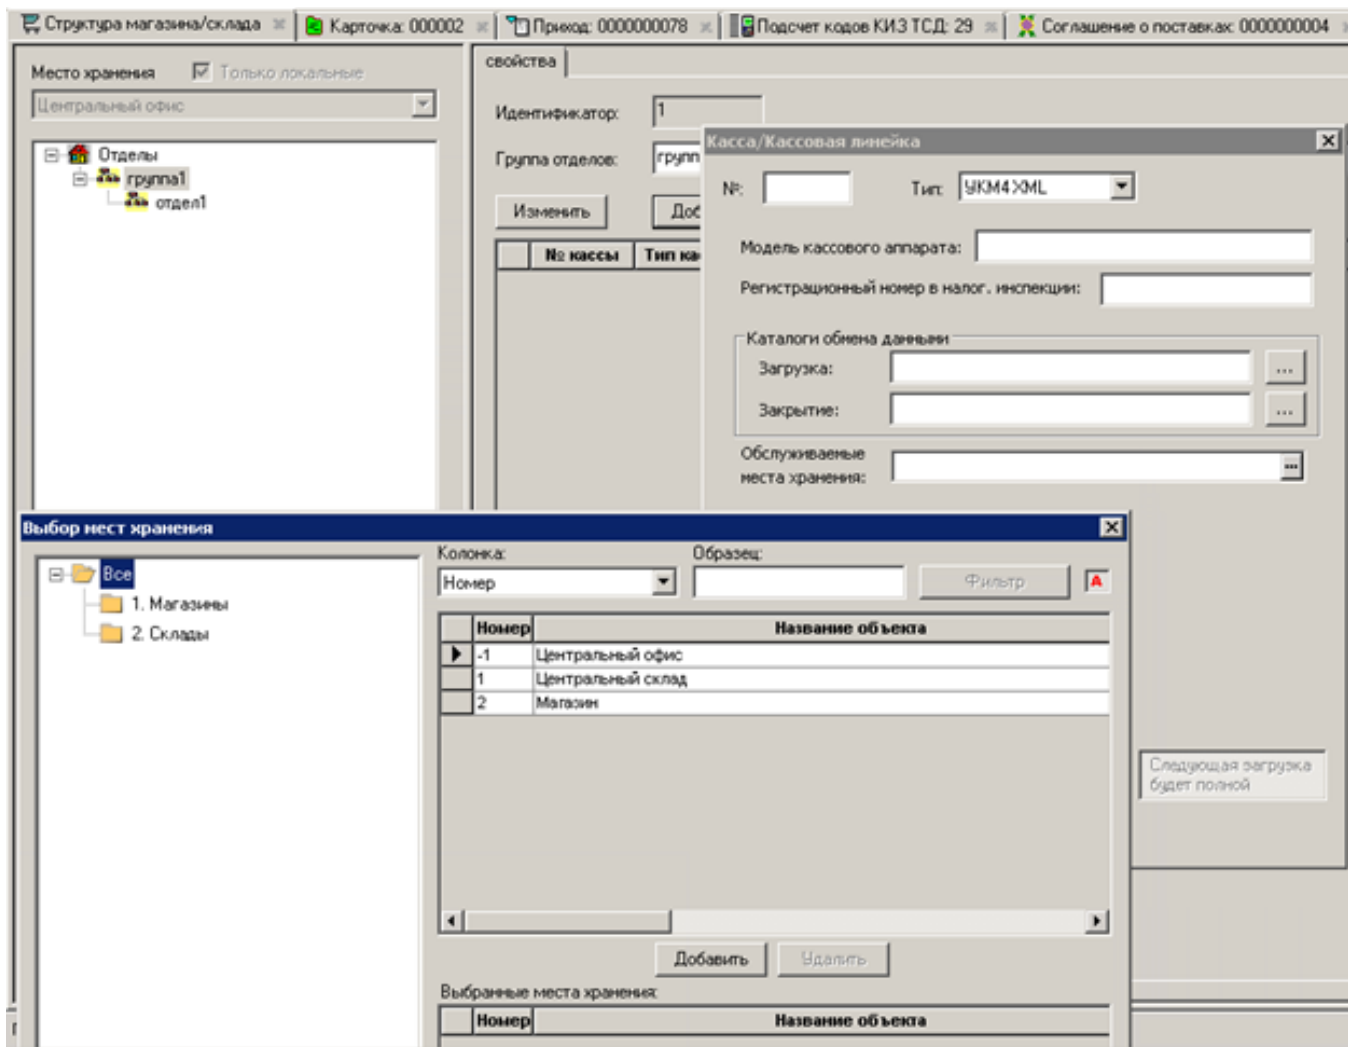 Структура магазина/склада
Карточка: 000002
Приход: 0000000078
Подсчет кодов КИЗ ТСД: 29
Соглашение о поставках: 0000000004
Место хранения
Только локальные
Центральный офис
Отделы
группа1
отдел1
свойства
Идентификатор:
1
Группа отделов:
групп
Изменить
Доб
№ кассы
Тип кас
Касса/Кассовая линейка
№:
Тип:
УКМ4 XML
Модель кассового аппарата:
Регистрационный номер в налог. инспекции:
Каталоги обмена данными
Загрузка:
...
Закрытие:
...
Обслуживаемые
места хранения:
...
Следующая загрузка
будет полной
Выбор мест хранения
Все
1. Магазины
2. Склады
Колонка:
Образец:
Номер
Фильтр
A
Номер
Название объекта
-1
Центральный офис
1
Центральный склад
2
Магазин
Добавить
Удалить
Выбранные места хранения:
Номер
Название объекта